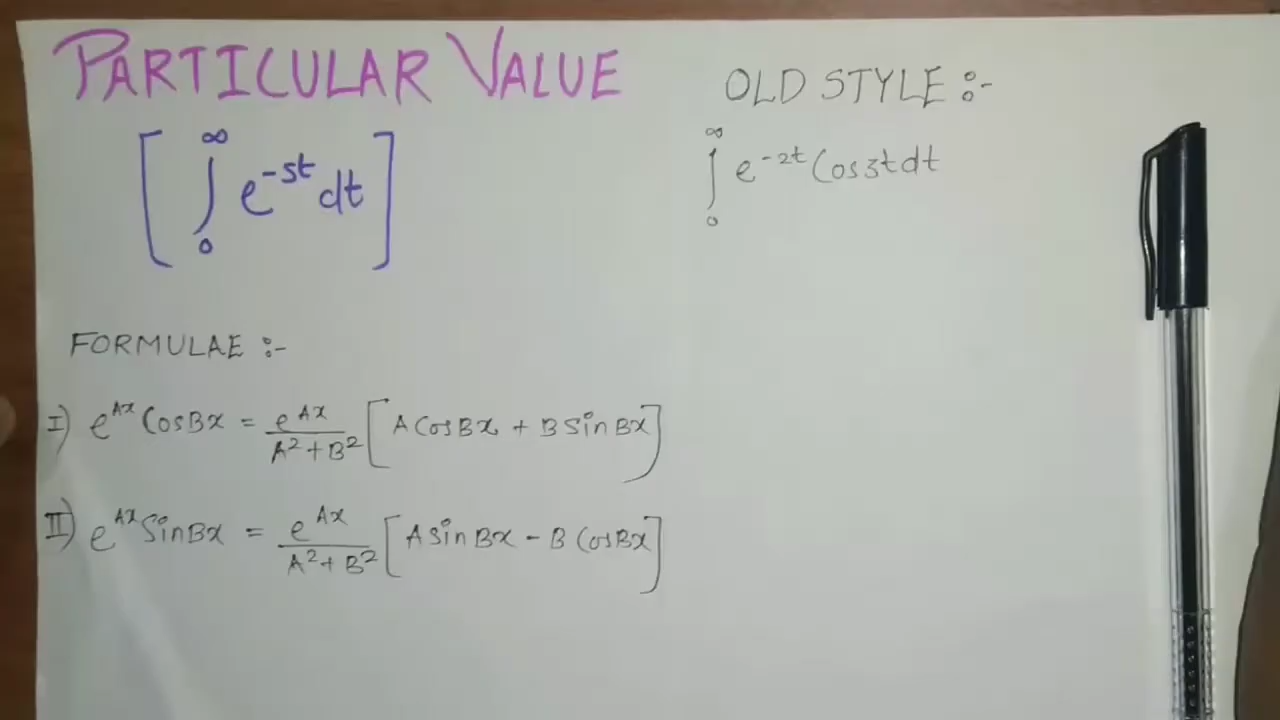 PARTICULAR VALUE
[∫₀^∞ e^-st dt]
FORMULAE :-
I) e^Ax CosBx = e^Ax / A²+B² [A CosBx + B SinBx]
II) e^Ax SinBx = e^Ax / A²+B² [A sinBx - B CosBx]
OLD STYLE :-
∫₀^∞ e^-2t Cos3t dt